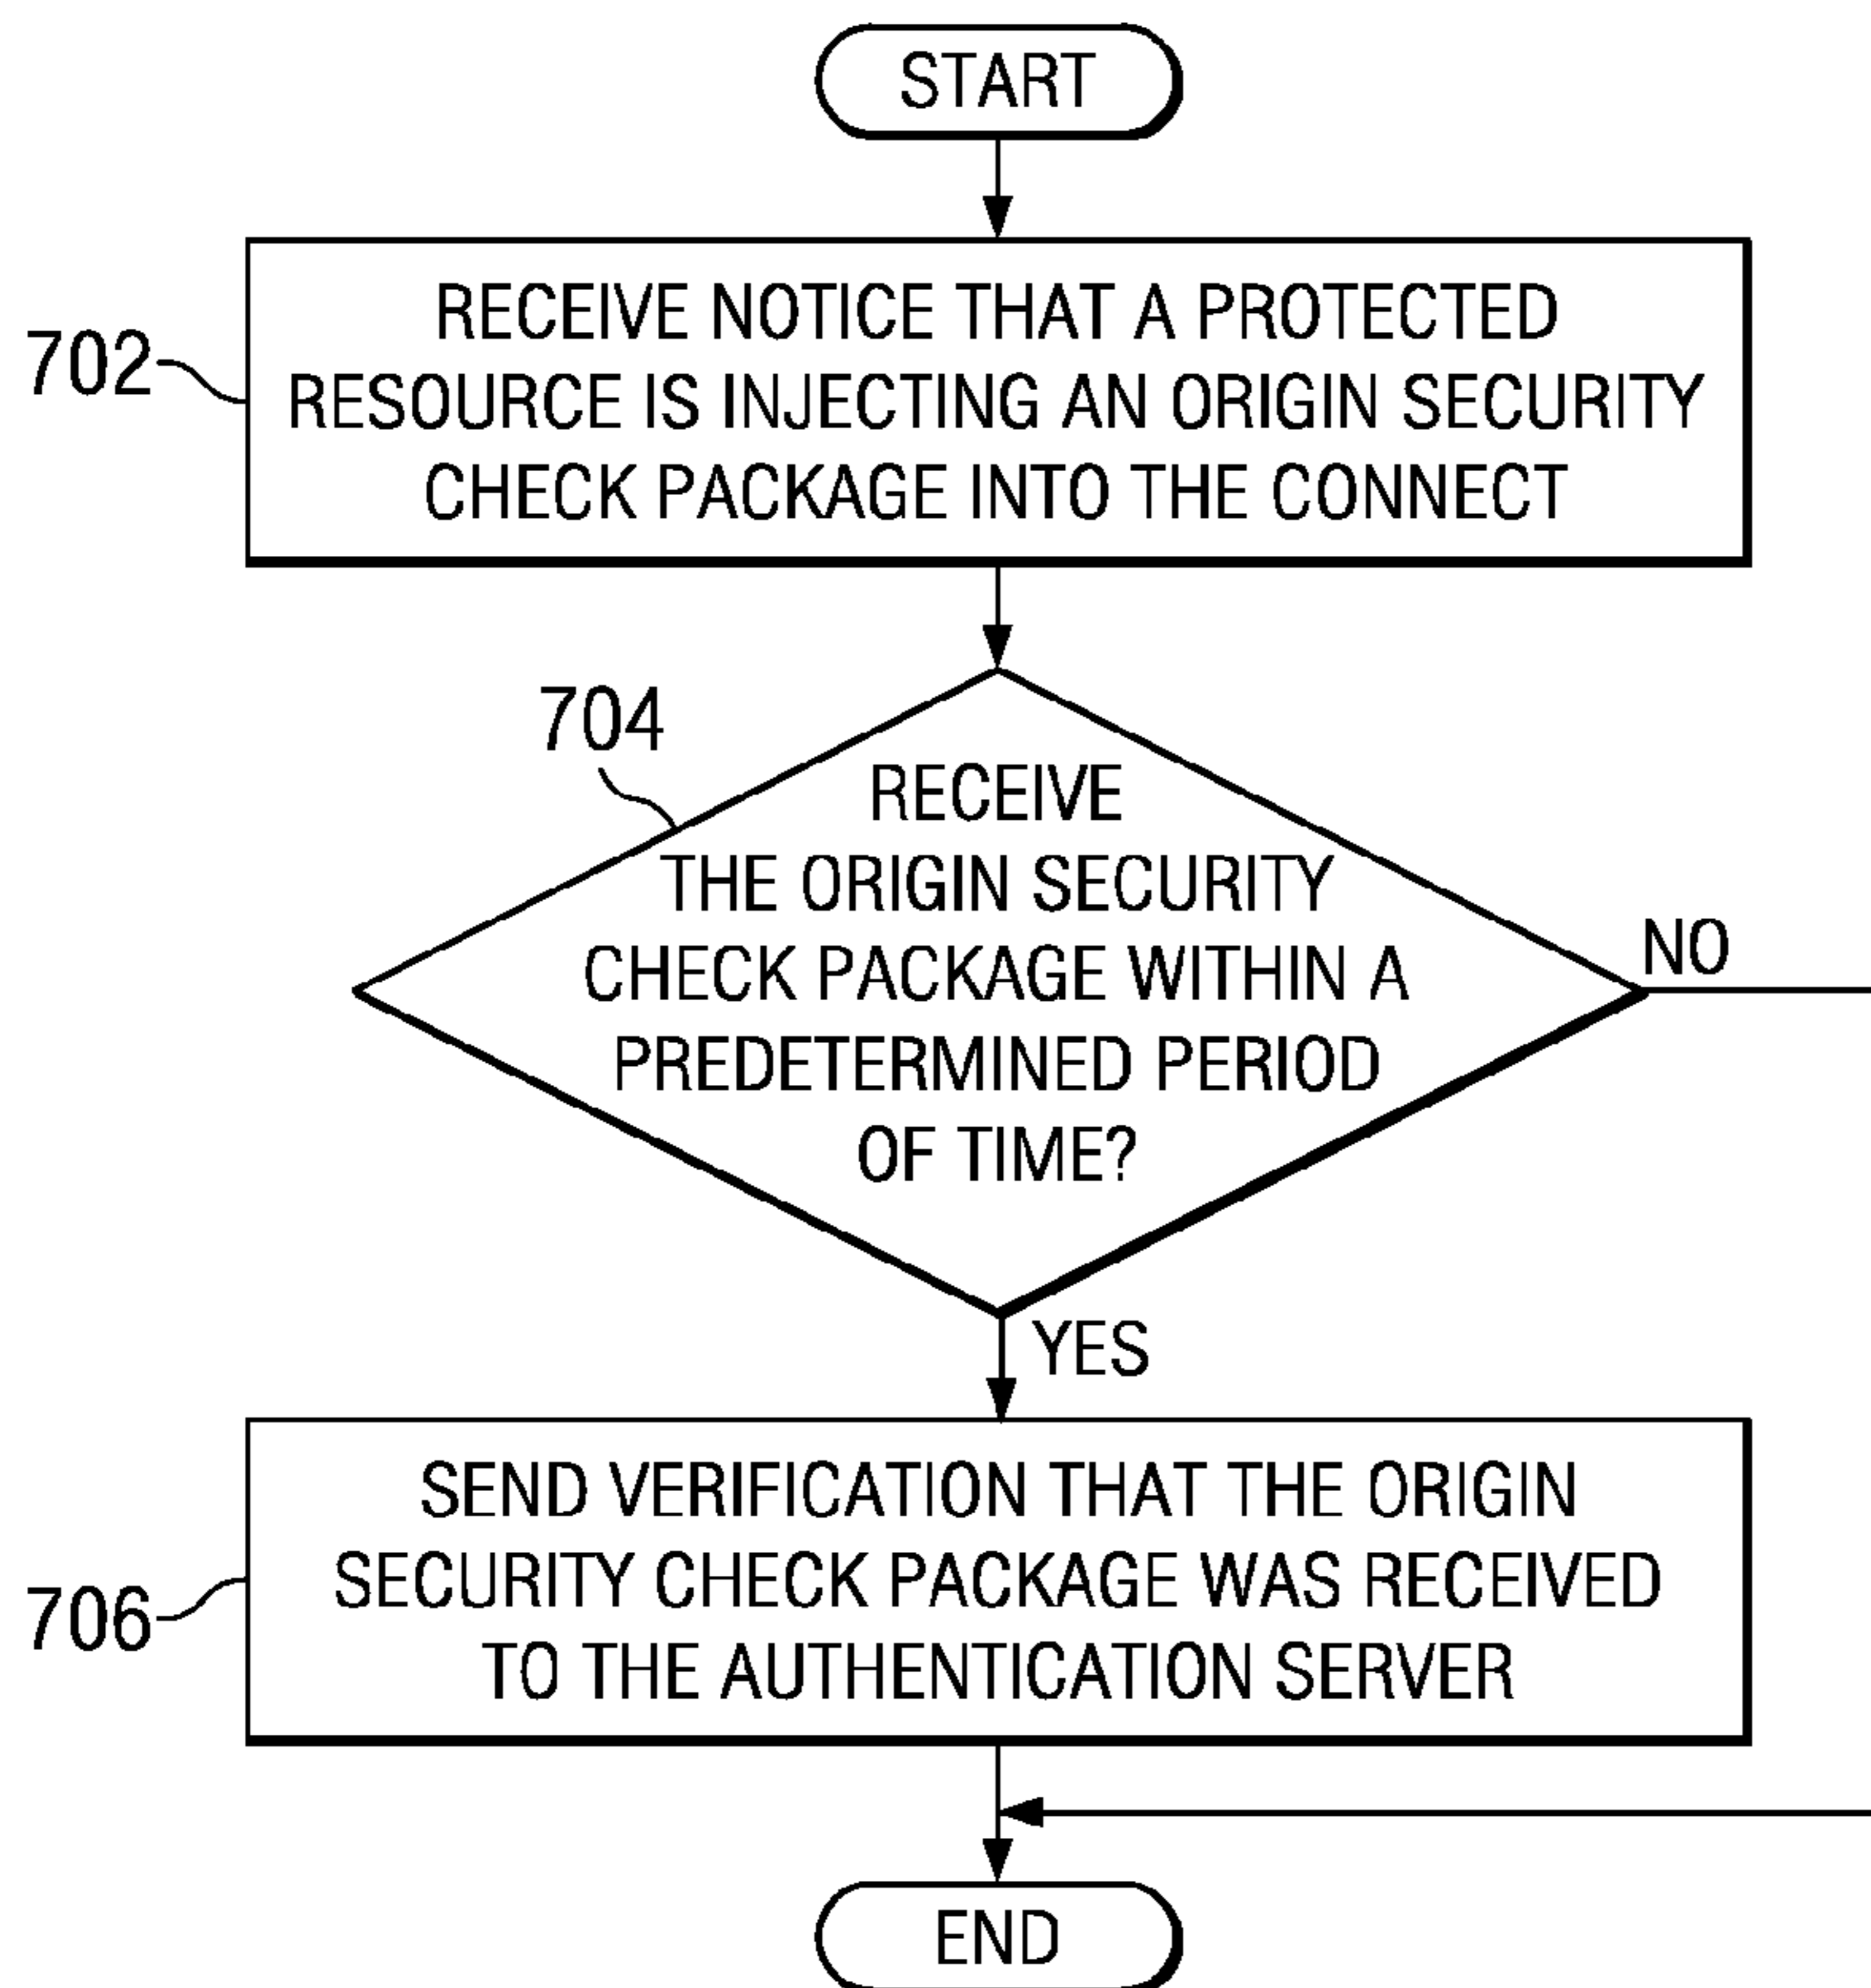 START
702
RECEIVE NOTICE THAT A PROTECTED
RESOURCE IS INJECTING AN ORIGIN SECURITY
CHECK PACKAGE INTO THE CONNECT
704
RECEIVE
THE ORIGIN SECURITY
CHECK PACKAGE WITHIN A
PREDETERMINED PERIOD
OF TIME?
NO
YES
706
SEND VERIFICATION THAT THE ORIGIN
SECURITY CHECK PACKAGE WAS RECEIVED
TO THE AUTHENTICATION SERVER
END